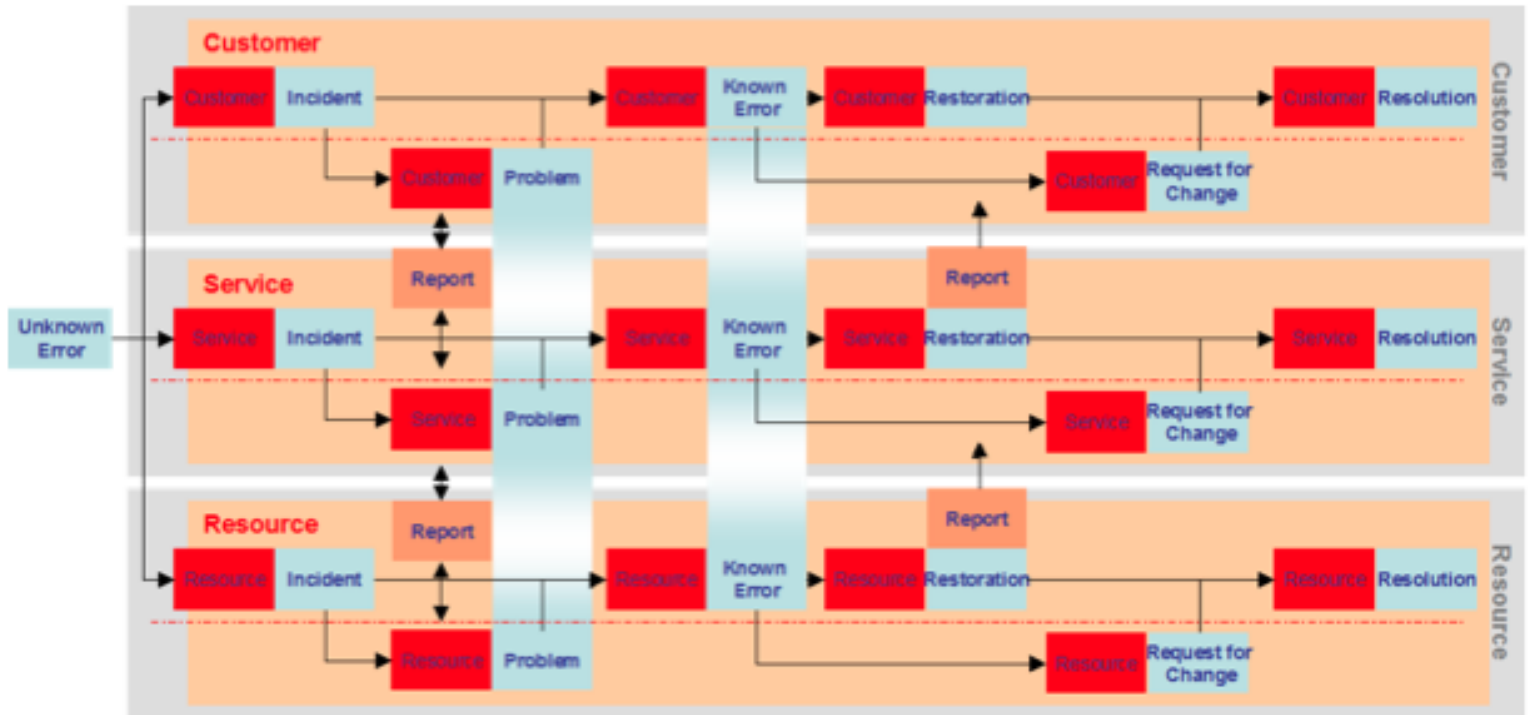 Customer
Customer Incident
Customer Known
Error
Customer Restoration
Customer Resolution
Customer Problem
Customer Request for
Change
Customer
Report
Report
Service
Unknown
Error
Service Incident
Service Known
Error
Service Restoration
Service Resolution
Service Problem
Service Request for
Change
Service
Report
Report
Resource
Resource Incident
Resource Known
Error
Resource Restoration
Resource Resolution
Resource Problem
Resource Request for
Change
Resource